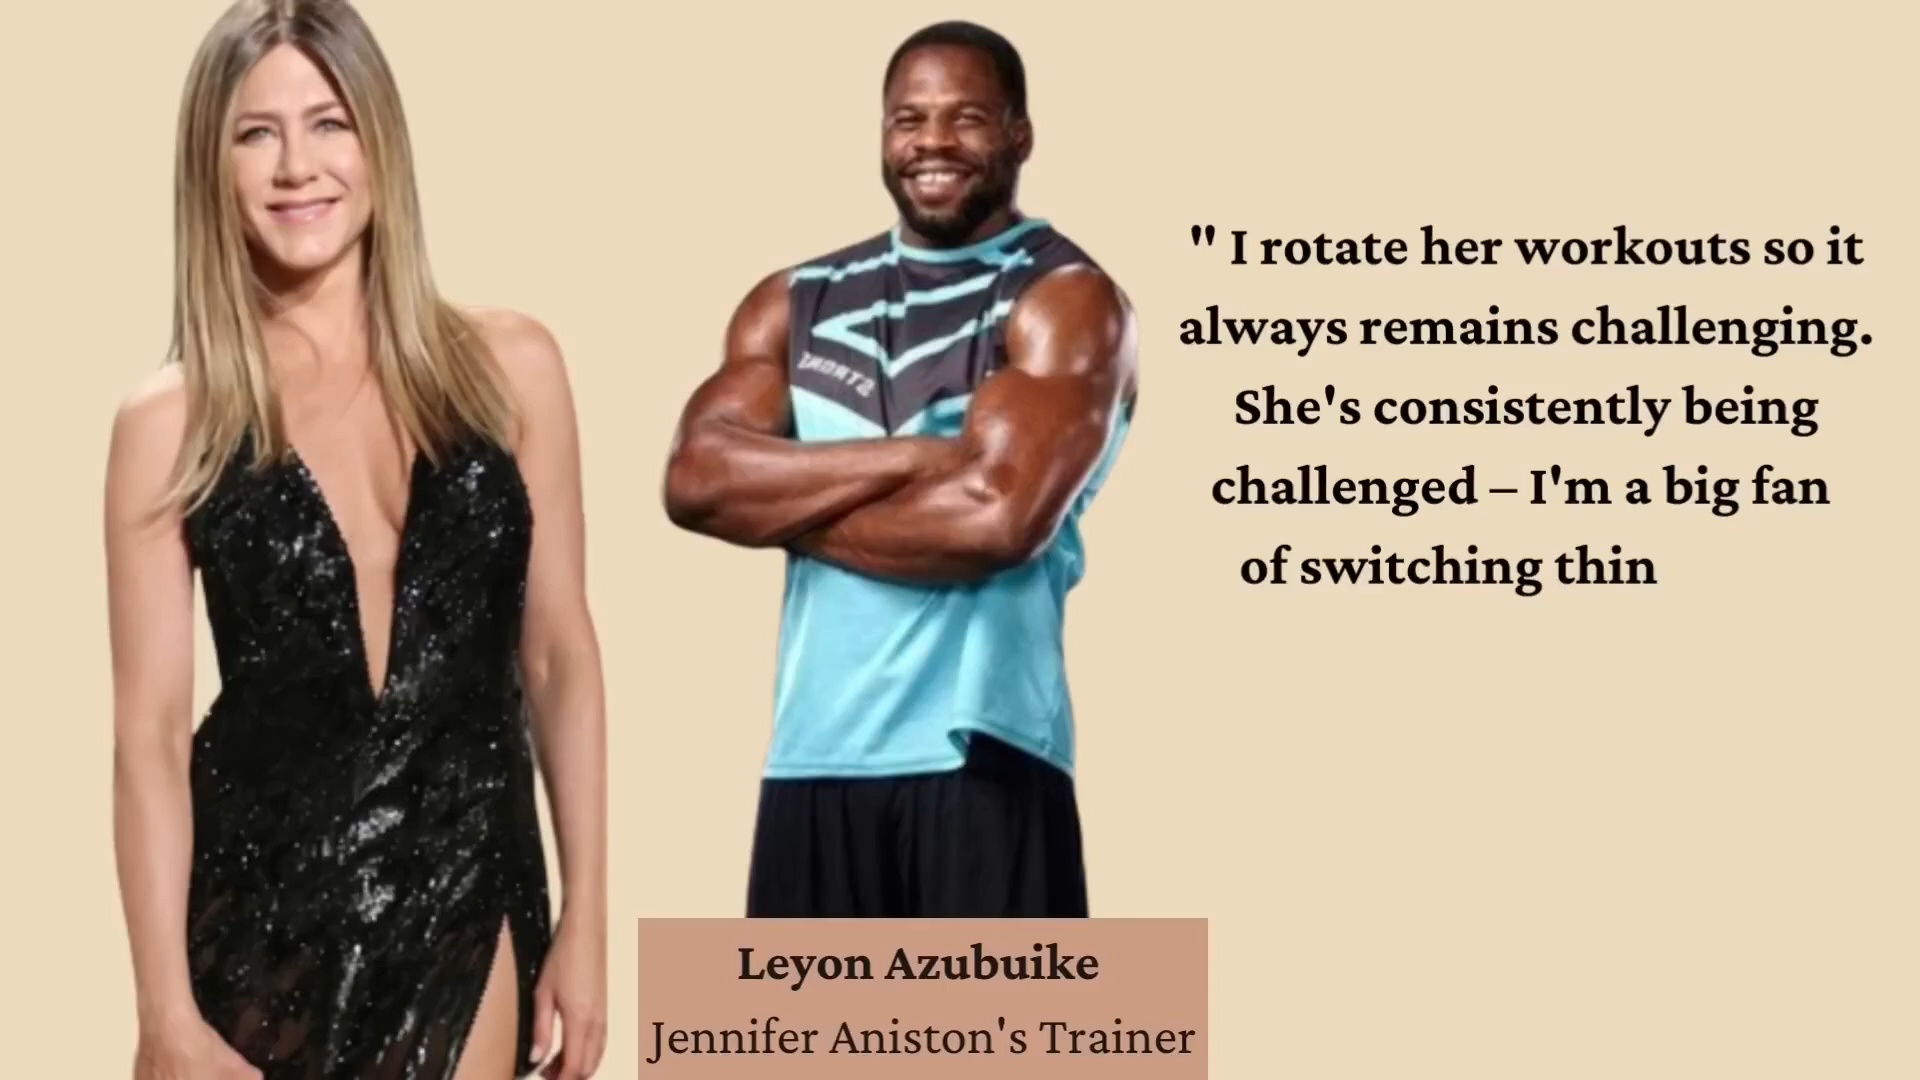 " I rotate her workouts so it
always remains challenging.
She's consistently being
challenged – I'm a big fan
of switching thin
Leyon Azubuike
Jennifer Aniston's Trainer